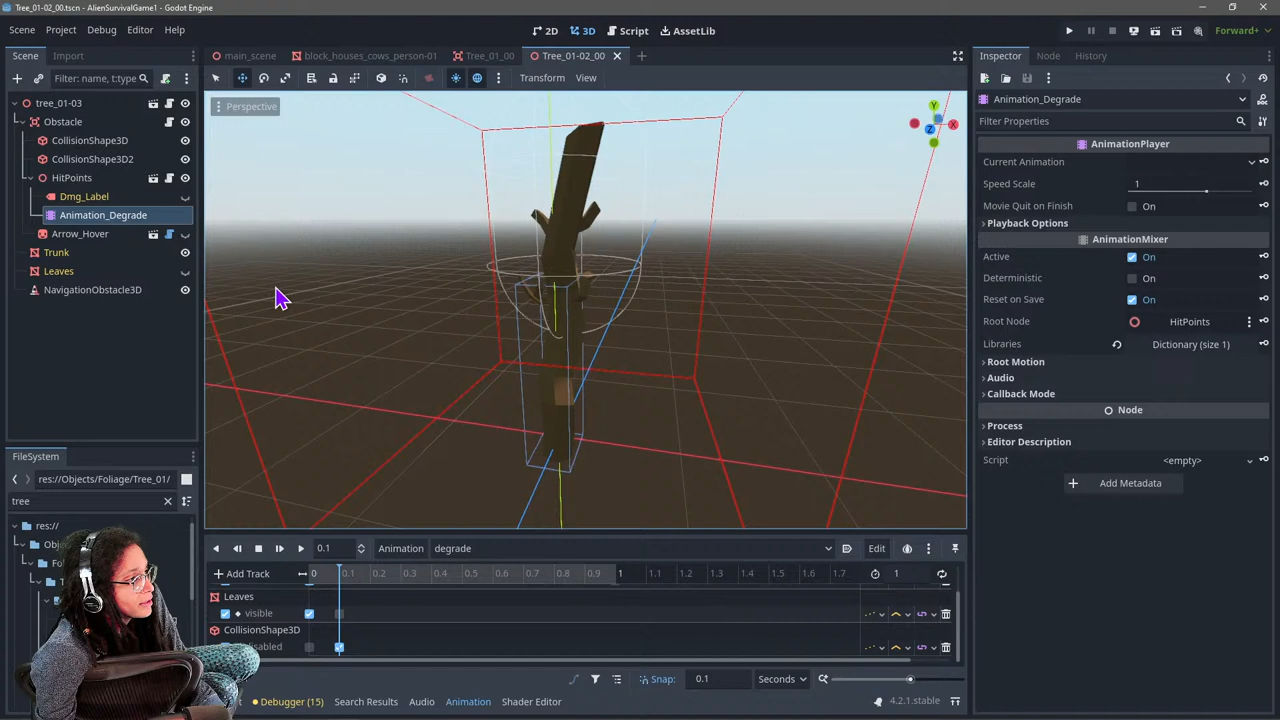 Tree_01-02_00.tscn - AlienSurvivalGame1 - Godot Engine
Scene Project Debug Editor Help
2D 3D Script AssetLib
Forward+
Scene Import
main_scene block_houses_cows_person-01 Tree_01_00 Tree_01-02_00
Inspector Node History
Filter: name, t:type
Transform View
tree_01-03
Obstacle
CollisionShape3D
CollisionShape3D2
HitPoints
Dmg_Label
Animation_Degrade
Arrow_Hover
Trunk
Leaves
NavigationObstacle3D
Perspective
Y
X
Z
Animation_Degrade
Filter Properties
AnimationPlayer
Current Animation
Speed Scale 1
Movie Quit on Finish On
Playback Options
AnimationMixer
Active On
Deterministic On
Reset on Save On
Root Node HitPoints
Libraries Dictionary (size 1)
Root Motion
Audio
Callback Mode
Node
Process
Editor Description
Script <empty>
Add Metadata
FileSystem
res://Objects/Foliage/Tree_01/
tree
res://
0.1 Animation degrade Edit
Add Track 0 0.1 0.2 0.3 0.4 0.5 0.6 0.7 0.8 0.9 1 1.1 1.2 1.3 1.4 1.5 1.6 1.7 1
Leaves
visible
CollisionShape3D
Snap: 0.1 Seconds
Debugger (15) Search Results Audio Animation Shader Editor
4.2.1.stable